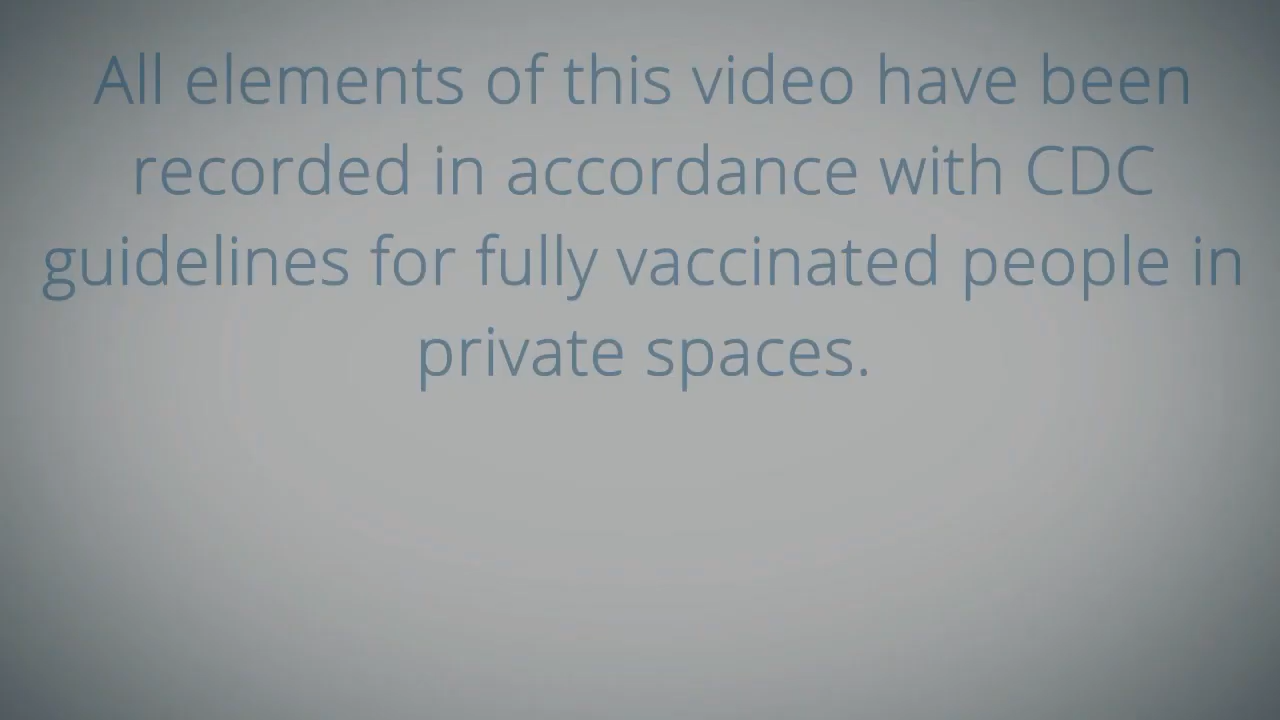 All elements of this video have been
recorded in accordance with CDC
guidelines for fully vaccinated people in
private spaces.